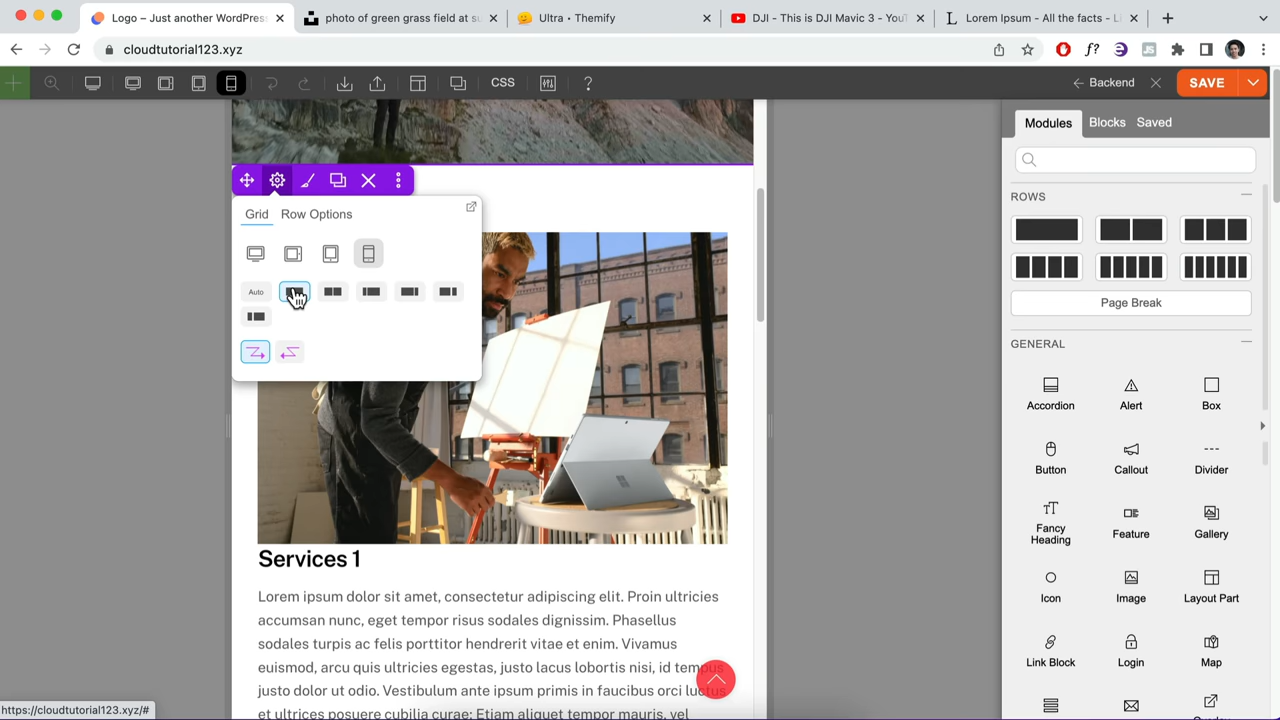 Logo – Just another WordPress
photo of green grass field at su
Ultra • Themify
DJI - This is DJI Mavic 3 - You
Lorem Ipsum - All the facts - Li
cloudtutorial123.xyz
f?
JS
CSS
?
Backend
SAVE
Modules
Blocks
Saved
Grid
Row Options
Auto
ROWS
Page Break
GENERAL
Accordion
Alert
Box
Button
Callout
Divider
Fancy Heading
Feature
Gallery
Icon
Image
Layout Part
Link Block
Login
Map
Services 1
Lorem ipsum dolor sit amet, consectetur adipiscing elit. Proin ultricies
accumsan nunc, eget tempor risus sodales dignissim. Phasellus
sodales turpis ac felis porttitor hendrerit vitae et enim. Vivamus
euismod, arcu quis ultricies egestas, justo lacus lobortis nisi, id tempus
justo dolor ut odio. Vestibulum ante ipsum primis in faucibus orci luctus
et ultrices posuere cubilia curae; Etiam aliquet tempor mauris, vel
https://cloudtutorial123.xyz/#